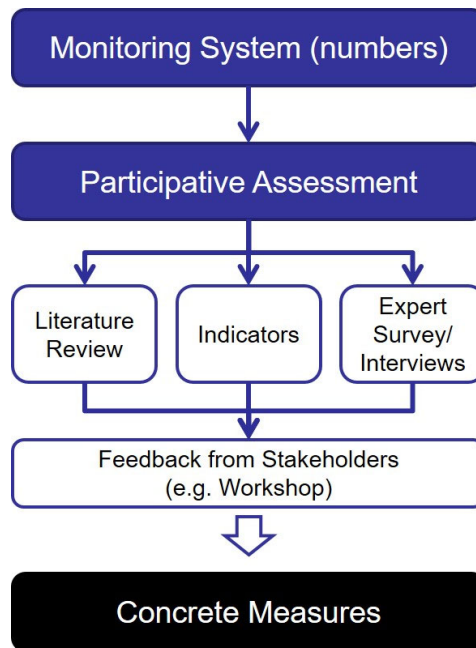 Monitoring System (numbers)
Participative Assessment
Literature
Review
Indicators
Expert
Survey/
Interviews
Feedback from Stakeholders
(e.g. Workshop)
Concrete Measures